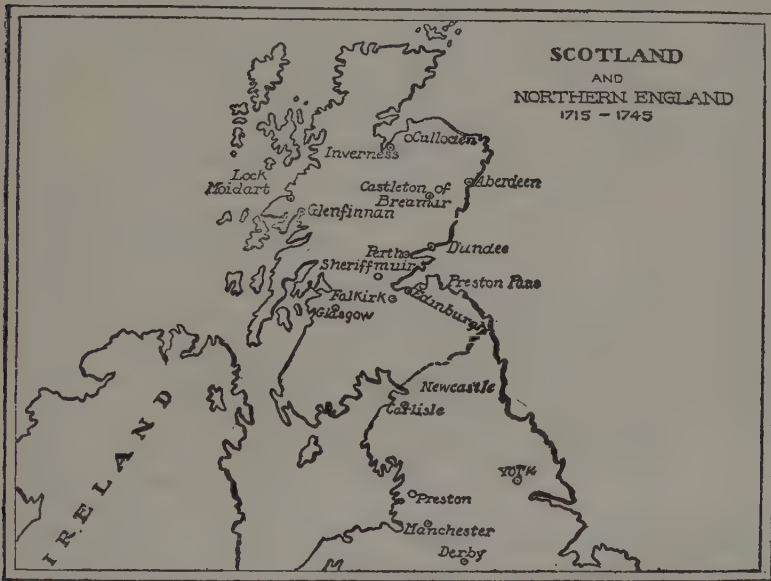 SCOTLAND
AND
NORTHERN ENGLAND
1715 - 1745
Culloden
Inverness
Lock
Moidart
Castleton of
Breamur
Aberdeen
Glenfinnan
Perth
Dundee
Sheriffmuir
Preston Pans
Falkirk
Edinburgh
Glasgow
Newcastle
Carlisle
IRELAND
York
Preston
Manchester
Derby